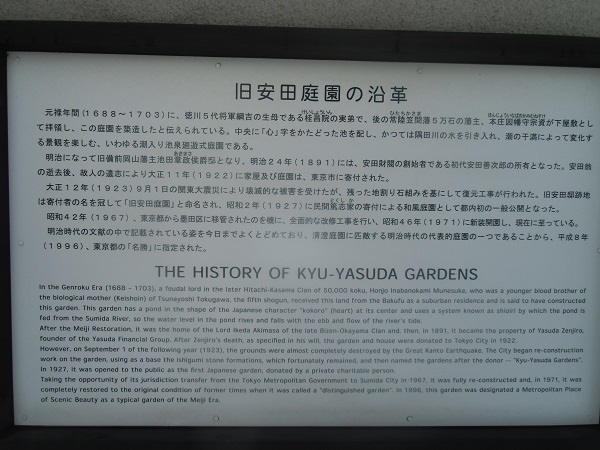 旧安田庭園の沿革
元禄年間(1688～1703)に、徳川5代将軍綱吉の生母である桂昌院の実弟で、後の常陸笠間藩5万石の藩主、本庄因幡守宗資が下屋敷とし
て拝領し、この庭園を築造したと伝えられている。中央に「心」字をかたどった池を配し、かつては隅田川の水を引き入れ、潮の干満によって変化す
る景観を楽しむ、いわゆる潮入り池泉廻遊式庭園である。
明治になって旧備前岡山藩主池田章政侯爵邸となり、明治24年(1891)には、安田財閥の創始者である初代安田善次郎の所有となった。安田翁
の逝去後、故人の遺志により大正11年(1922)に家屋及び庭園は、東京市に寄付された。
大正12年(1923)9月1日の関東大震災により壊滅的な被害を受けたが、残った地割り石組みを基にして復元工事が行われた。旧安田邸跡地
は寄付者の名を冠して「旧安田庭園」と命名され、昭和2年(1927)に民間篤志家の寄付による和風庭園として都内初の一般公開となった。
昭和42年(1967)、東京都から墨田区に移管されたのを機に、全面的な改修工事を行い、昭和46年(1971)に新装開園し、現在に至っている。
明治時代の文献の中で記載されている姿を今日までよくとどめており、清澄庭園に匹敵する明治時代の代表的庭園の一つであることから、平成8年
(1996)、東京都の「名勝」に指定された。
THE HISTORY OF KYU-YASUDA GARDENS
In the Genroku Era (1688 - 1703), a feudal lord in the later Hitachi-Kasama Clan of 50,000 koku, Honjo Inabanokami Munesuke, who was a younger brother of
the biological mother (Keishoin) of Tsuneyoshi Tokugawa, the fifth shogun, received this land from the Bakufu as a suburban residence and is said to have constructed
this garden. This garden has a pond in the shape of the Japanese character "kokoro" (heart) at its center and uses a system known as shioiri by which the pond is
fed from the Sumida River, so the water level in the pond rises and falls with the ebb and flow of the river's tide.
After the Meiji Restoration, it was the home of the Lord Ikeda Akimasa of the late Bizen-Okayama Clan and, then, in 1891, it became the property of Yasuda Zenjiro,
founder of the Yasuda Financial Group. After Zenjiro's death, as specified in his will, the garden and house were donated to Tokyo City in 1922.
However, on September 1 of the following year (1923), the grounds were almost completely destroyed by the Great Kanto Earthquake. The City began re-construction
work on the garden, using as a base the ishigumi stone formations, which fortunately remained, and then named the gardens after the donor -- "Kyu-Yasuda Gardens".
In 1927, it was opened to the public as the first Japanese garden, donated by a private charitable person.
Taking the opportunity of its jurisdiction transfer from the Tokyo Metropolitan Government to Sumida City in 1967, it was fully re-constructed and, in 1971, it was
completely restored to the original condition of former times when it was called a "distinguished garden". In 1996, this garden was designated a Metropolitan Place
of Scenic Beauty as a typical garden of the Meiji Era.